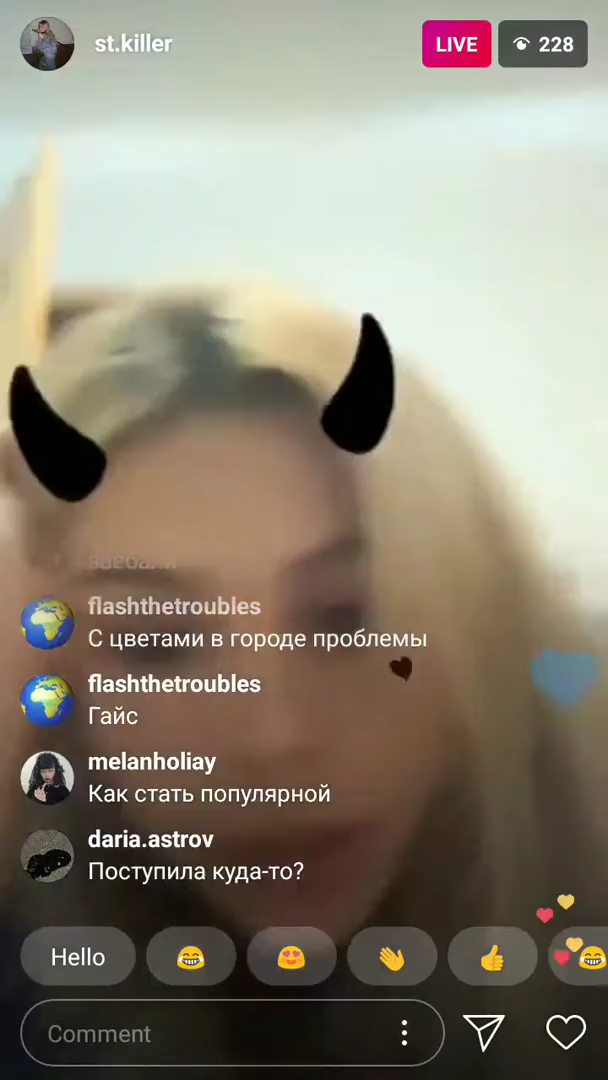 st.killer
LIVE
228
flashthetroubles
С цветами в городе проблемы
flashthetroubles
Гайс
melanholiay
Как стать популярной
daria.astrov
Поступила куда-то?
Hello
Comment